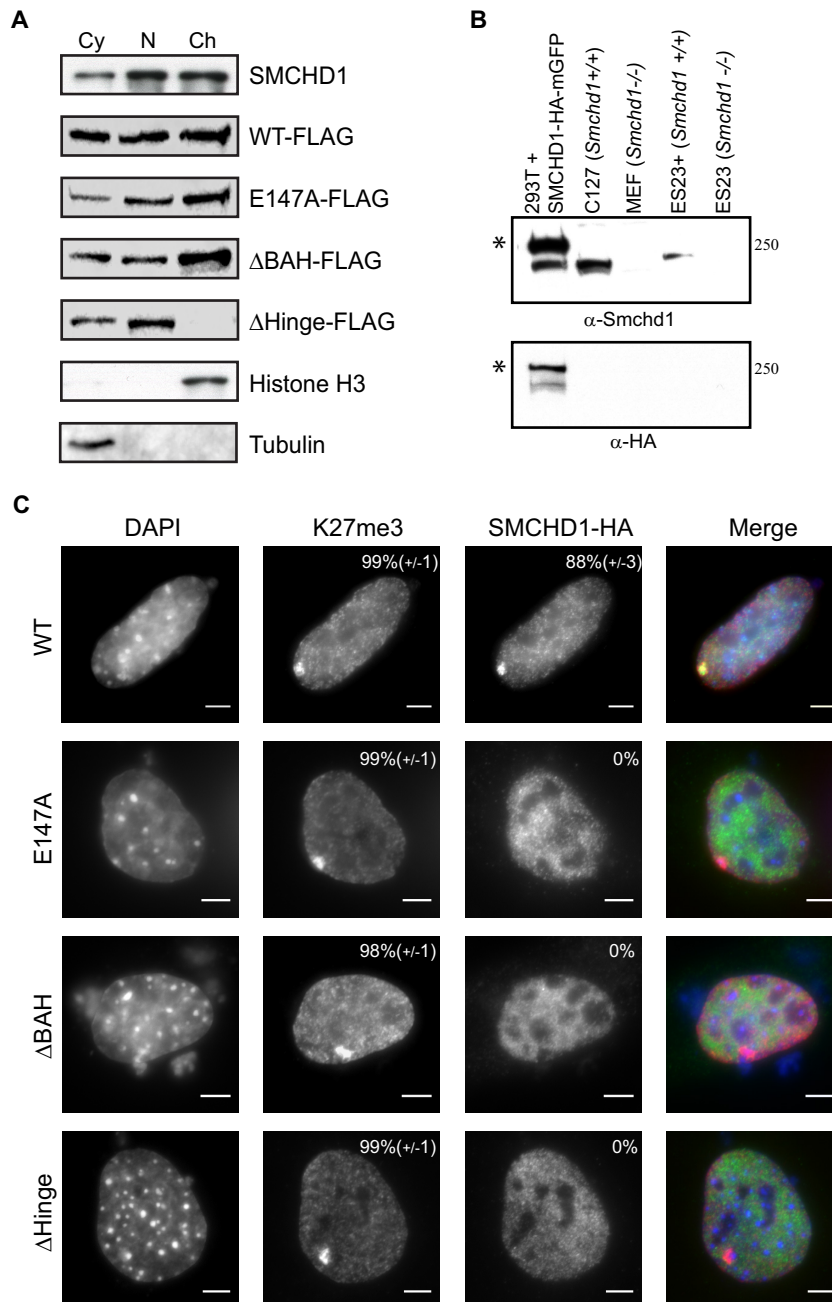 A
Cy N Ch
SMCHD1
WT-FLAG
E147A-FLAG
ΔBAH-FLAG
ΔHinge-FLAG
Histone H3
Tubulin
B
293T +
SMCHD1-HA-mGFP
C127 (Smchd1+/+)
MEF (Smchd1-/-)
ES23+ (Smchd1 +/+)
ES23 (Smchd1 -/-)
* 250
α-Smchd1
* 250
α-HA
C
DAPI K27me3 SMCHD1-HA Merge
WT 99%(+/-1) 88%(+/-3)
E147A 99%(+/-1) 0%
ΔBAH 98%(+/-1) 0%
ΔHinge 99%(+/-1) 0%